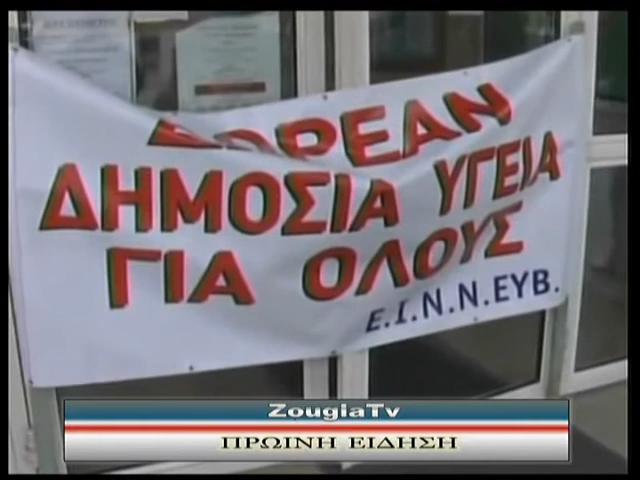 ΔΩΡΕΑΝ
ΔΗΜΟΣΙΑ ΥΓΕΙΑ
ΓΙΑ ΟΛΟΥΣ
Ε.Ι.Ν.Ν.ΕΥΒ.
ZougiaTv
ΠΡΩΙΝΗ ΕΙΔΗΣΗ